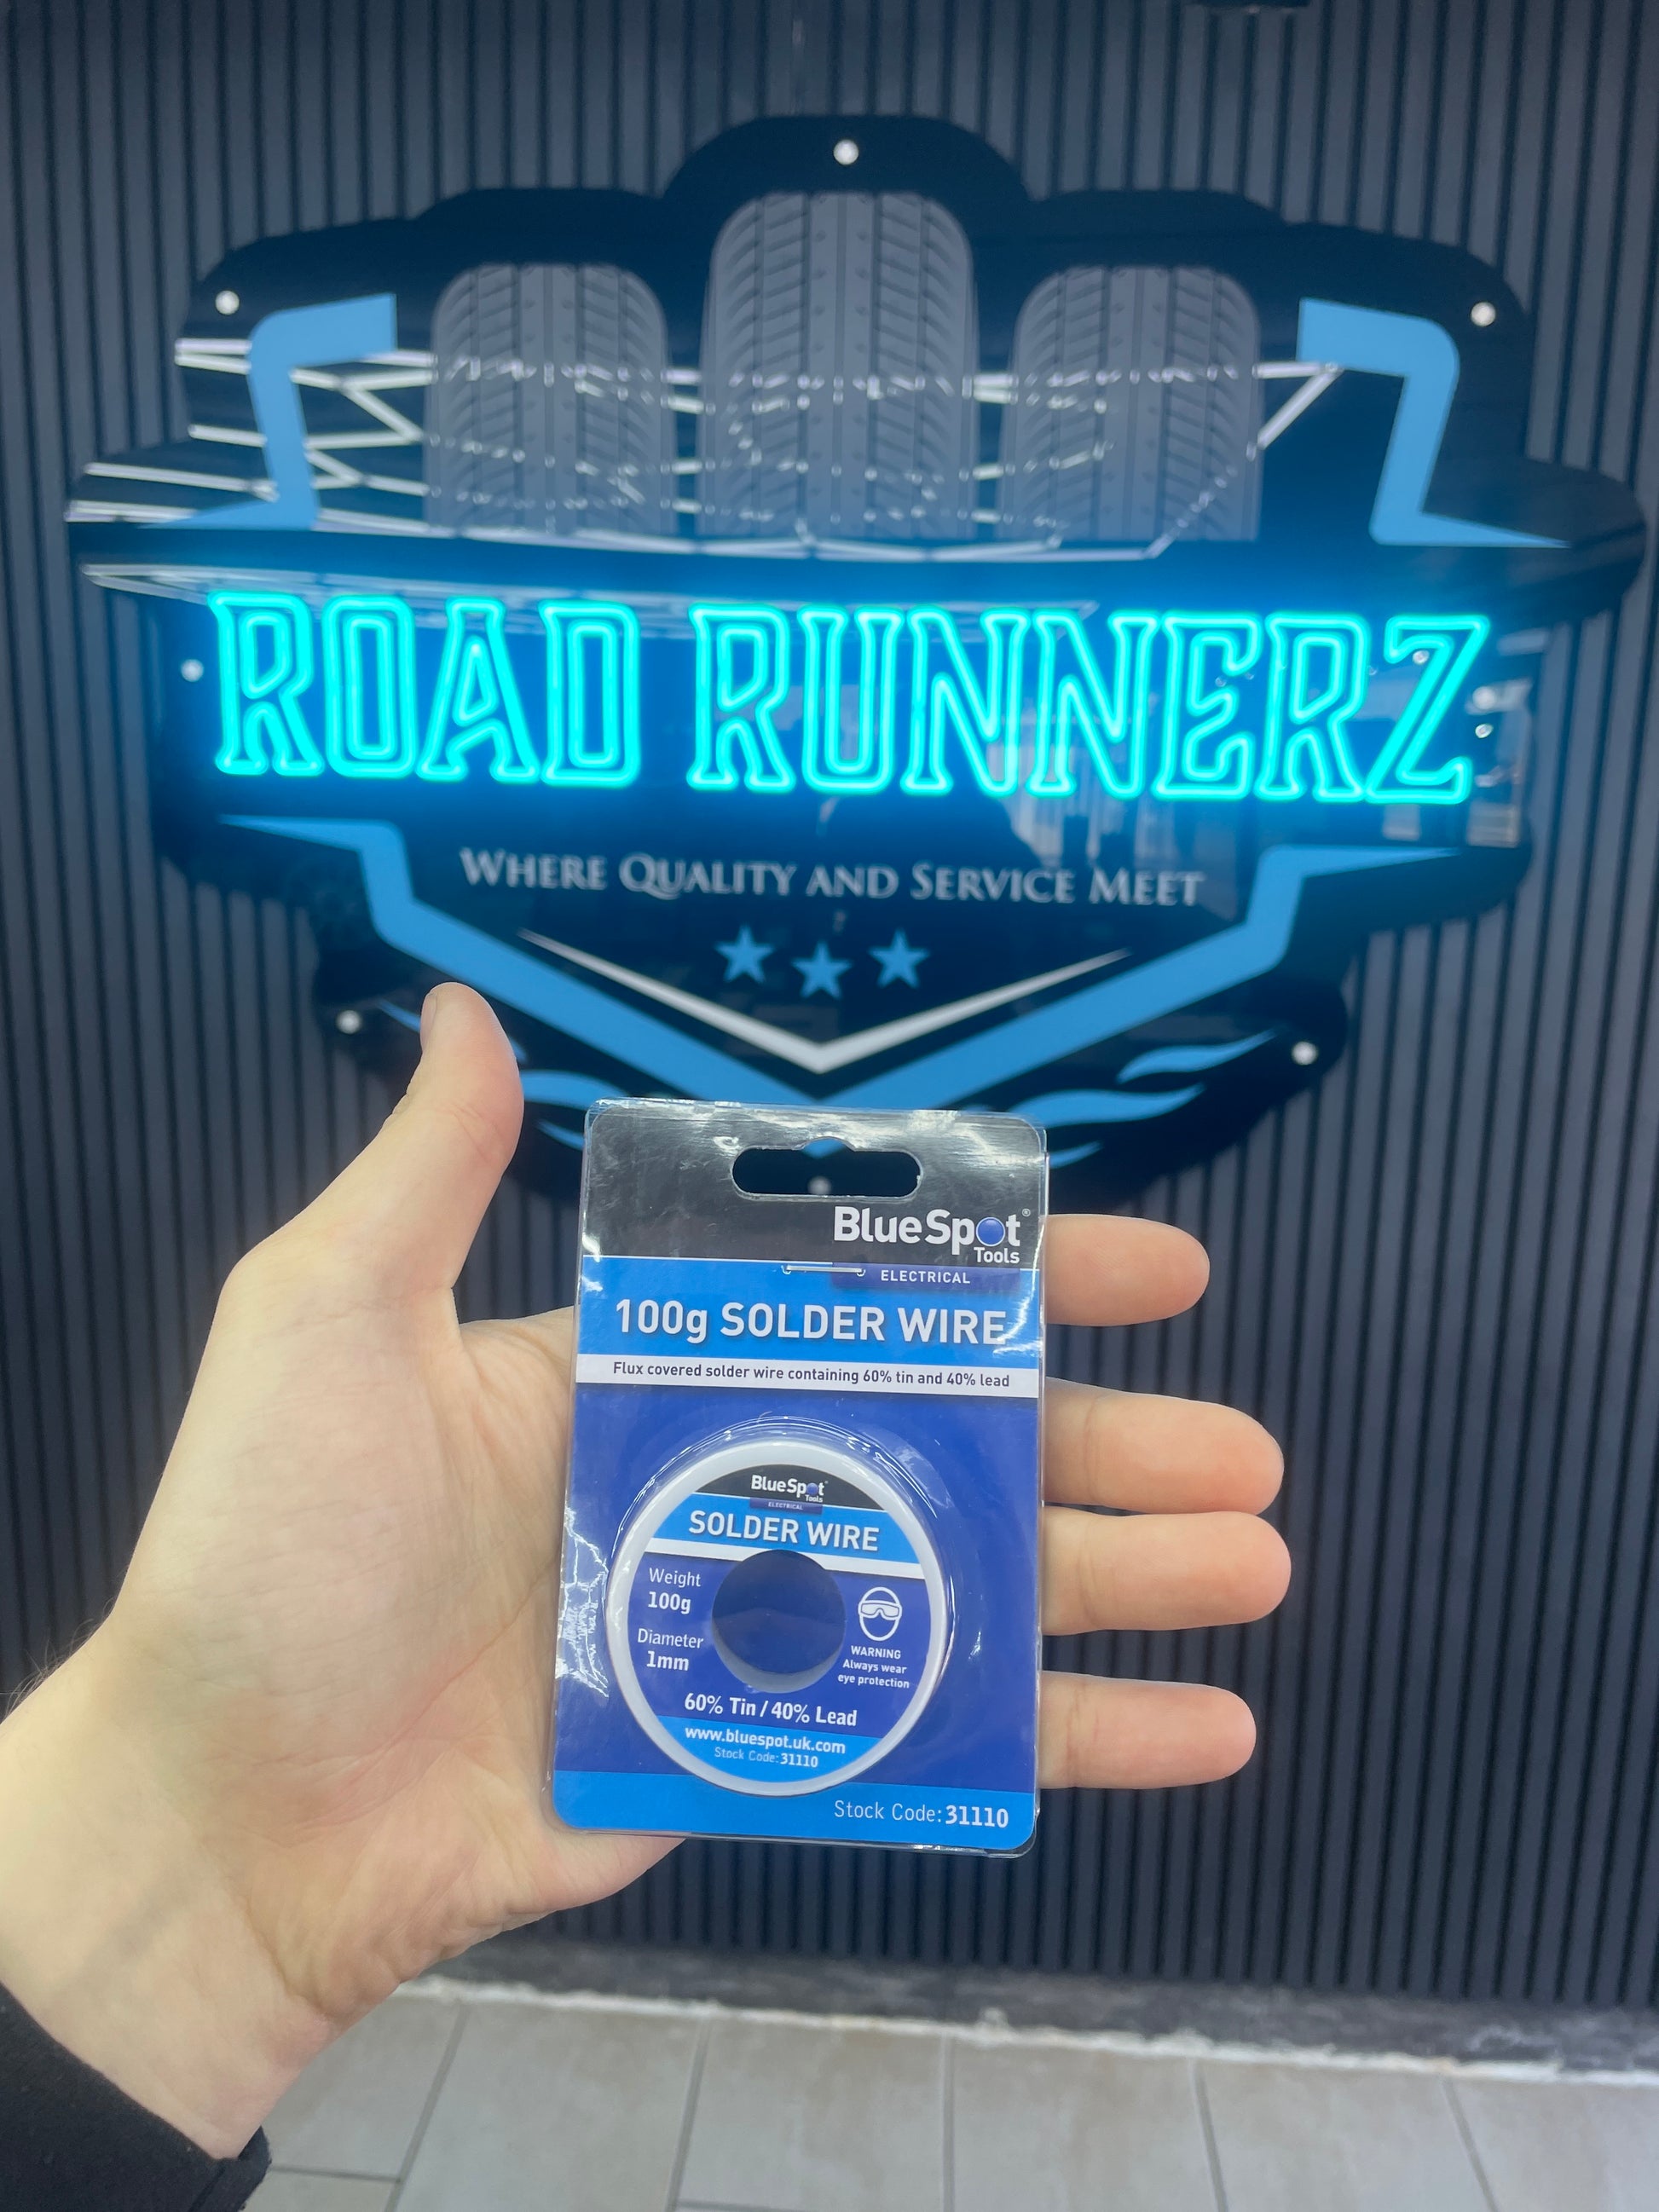 ROAD RUNNERZ
WHERE QUALITY AND SERVICE MEET
BlueSpot®
Tools
ELECTRICAL
100g SOLDER WIRE
Flux covered solder wire containing 60% tin and 40% lead
BlueSpot
Tools
ELECTRICAL
SOLDER WIRE
Weight
100g
Diameter
1mm
WARNING
Always wear
eye protection
60% Tin / 40% Lead
www.bluespot.uk.com
Stock Code: 31110
Stock Code: 31110